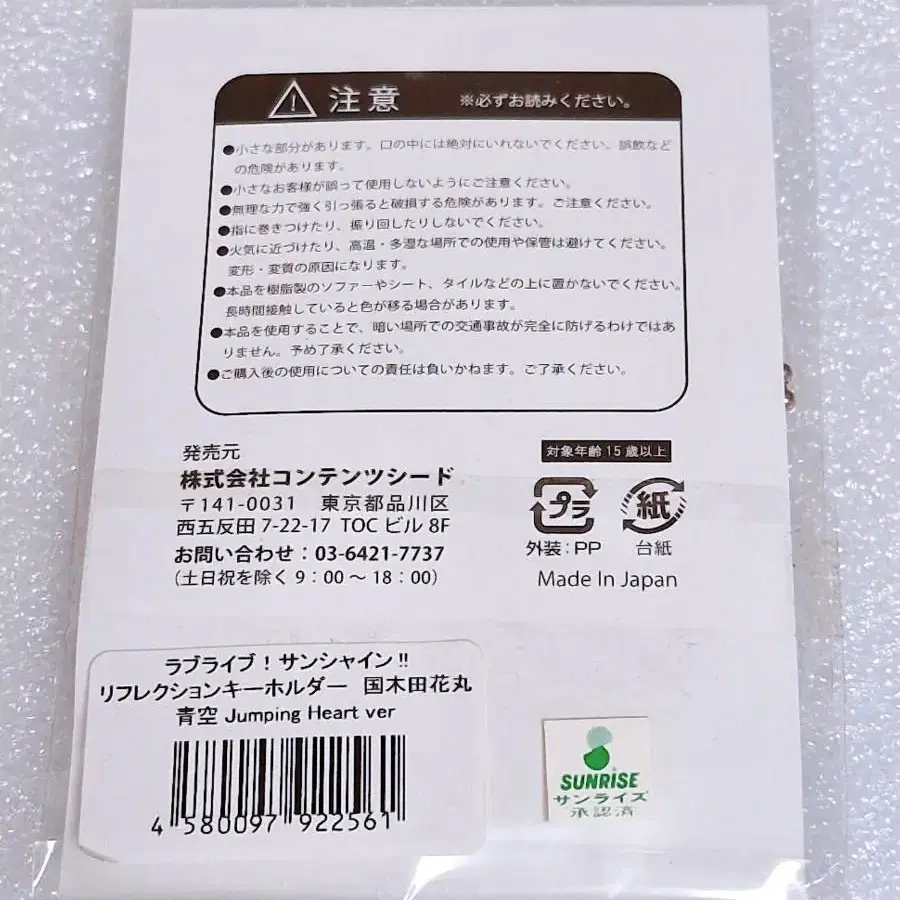 注意 ※必ずお読みください。
●小さな部分があります。口の中には絶対にいれないでください。誤飲など
の危険があります。
●小さなお客様が誤って使用しないようにご注意ください。
●無理な力で強く引っ張ると破損する危険があります。ご注意ください。
●指に巻きつけたり、振り回したりしないでください。
●火気に近づけたり、高温・多湿な場所での使用や保管は避けてください。
変形・変質の原因になります。
●本品を樹脂製のソファーやシート、タイルなどの上に置かないでください。
長時間接触していると色が移る場合があります。
●本品を使用することで、暗い場所での交通事故が完全に防げるわけではあ
りません。予め了承ください。
●ご購入後の使用についての責任は負いかねます。ご了承ください。
発売元
株式会社コンテンツシード
〒141-0031 東京都品川区
西五反田 7-22-17 TOC ビル 8F
お問い合わせ：03-6421-7737
（土日祝を除く 9：00～18：00）
対象年齢 15 歳以上
プラ 紙
外装：PP 台紙
Made In Japan
ラブライブ！サンシャイン!!
リフレクションキーホルダー 国木田花丸
青空 Jumping Heart ver
4 580097 922561
SUNRISE
サンライズ
承認済